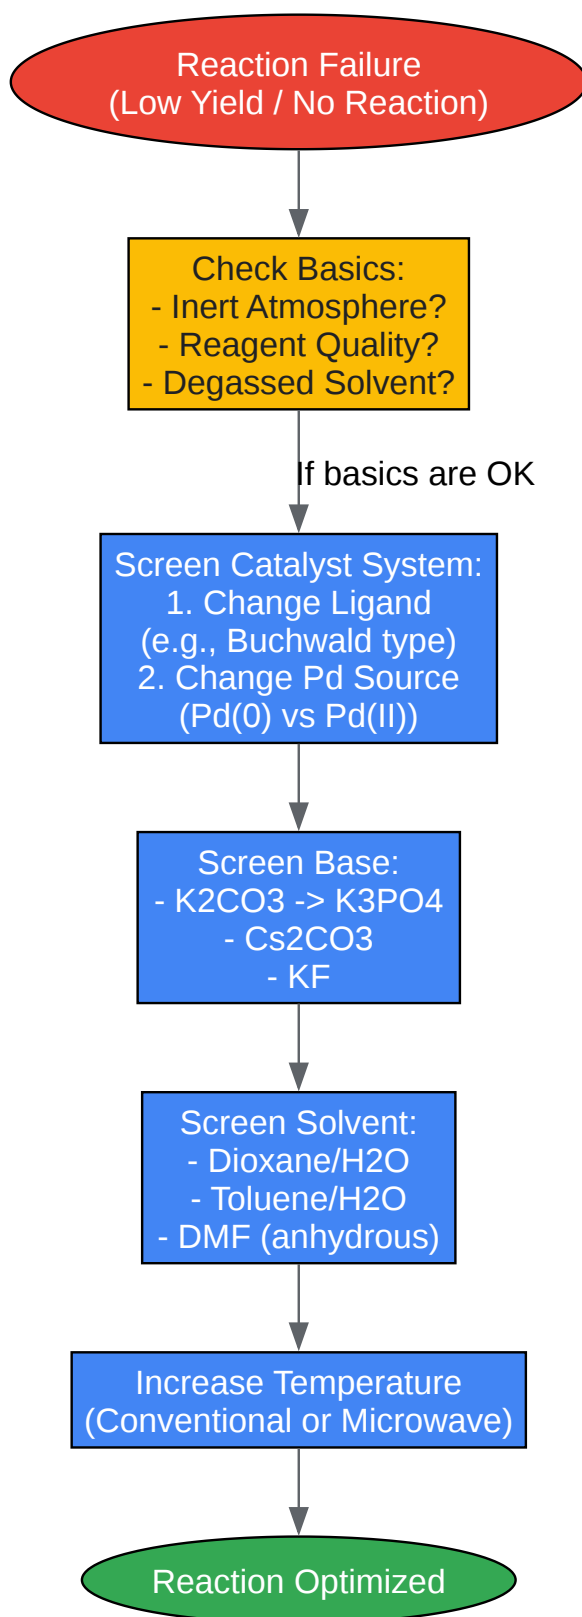 Reaction Failure
(Low Yield / No Reaction)
Check Basics:
- Inert Atmosphere?
- Reagent Quality?
- Degassed Solvent?
If basics are OK
Screen Catalyst System:
1. Change Ligand
(e.g., Buchwald type)
2. Change Pd Source
(Pd(0) vs Pd(II))
Screen Base:
- K2CO3 -> K3PO4
- Cs2CO3
- KF
Screen Solvent:
- Dioxane/H2O
- Toluene/H2O
- DMF (anhydrous)
Increase Temperature
(Conventional or Microwave)
Reaction Optimized